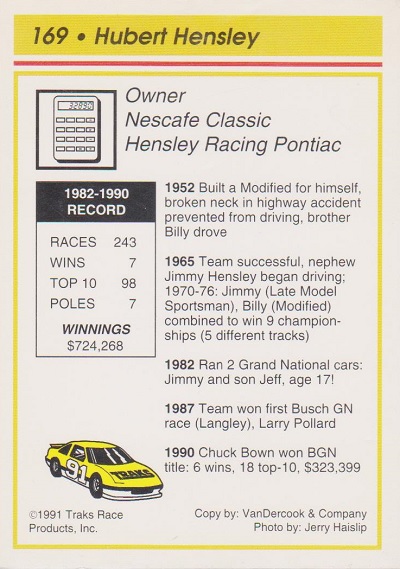 169 • Hubert Hensley
32690
Owner
Nescafe Classic
Hensley Racing Pontiac
1982-1990
RECORD
RACES 243
WINS 7
TOP 10 98
POLES 7
WINNINGS
$724,268
1952 Built a Modified for himself,
broken neck in highway accident
prevented from driving, brother
Billy drove
1965 Team successful, nephew
Jimmy Hensley began driving;
1970-76: Jimmy (Late Model
Sportsman), Billy (Modified)
combined to win 9 champion-
ships (5 different tracks)
1982 Ran 2 Grand National cars:
Jimmy and son Jeff, age 17!
1987 Team won first Busch GN
race (Langley), Larry Pollard
1990 Chuck Bown won BGN
title: 6 wins, 18 top-10, $323,399
TRAKS
91
©1991 Traks Race
Products, Inc.
Copy by: VanDercook & Company
Photo by: Jerry Haislip